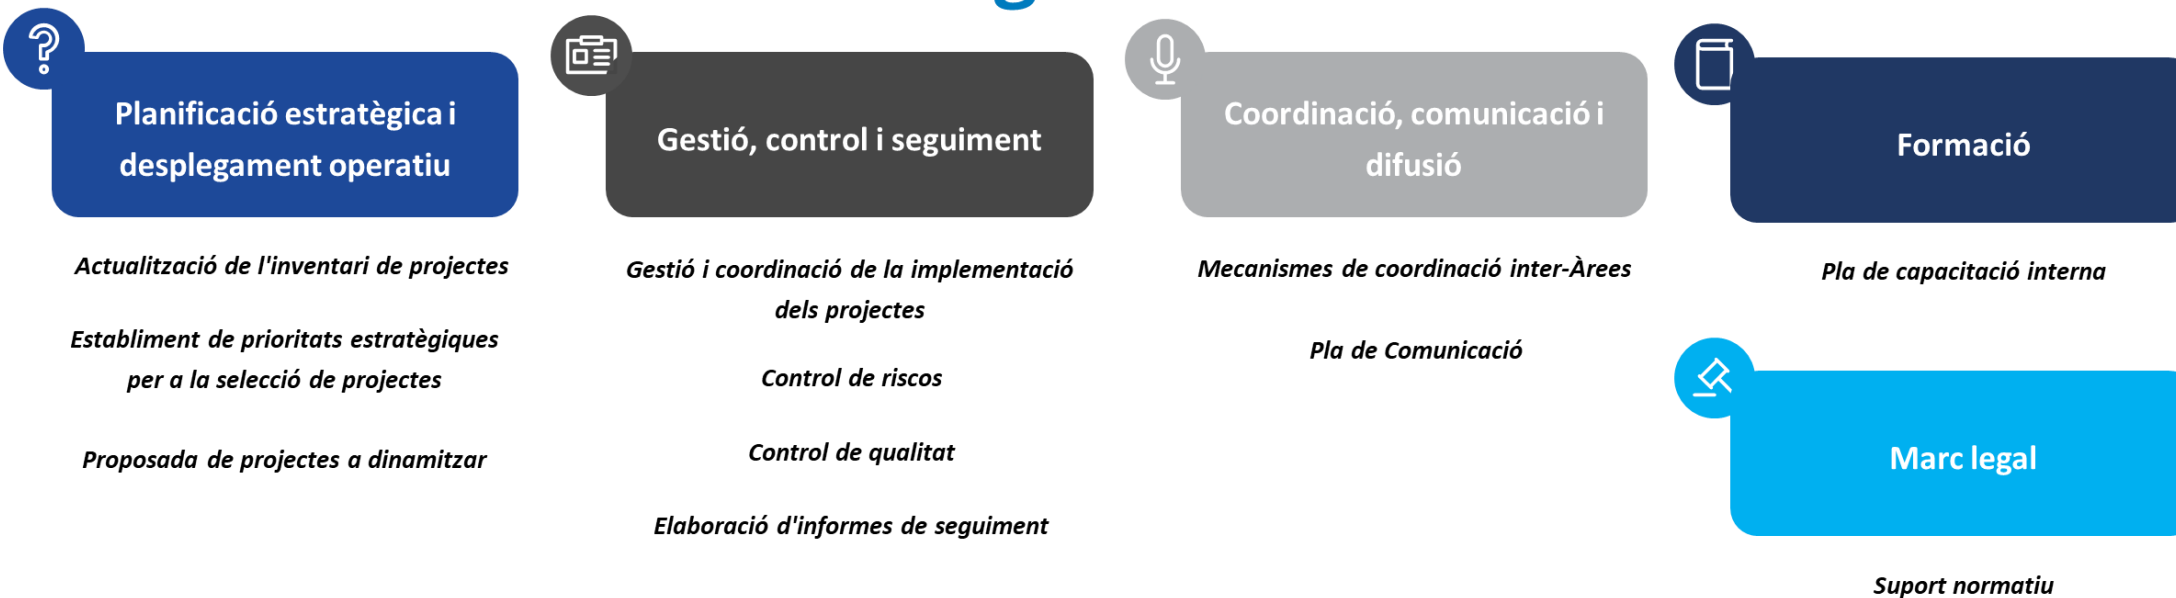 Planificació estratègica i
desplegament operatiu
Actualització de l'inventari de projectes
Establiment de prioritats estratègiques
per a la selecció de projectes
Proposada de projectes a dinamitzar
Gestió, control i seguiment
Gestió i coordinació de la implementació
dels projectes
Control de riscos
Control de qualitat
Elaboració d'informes de seguiment
Coordinació, comunicació i
difusió
Mecanismes de coordinació inter-Àrees
Pla de Comunicació
Formació
Pla de capacitació interna
Marc legal
Suport normatiu